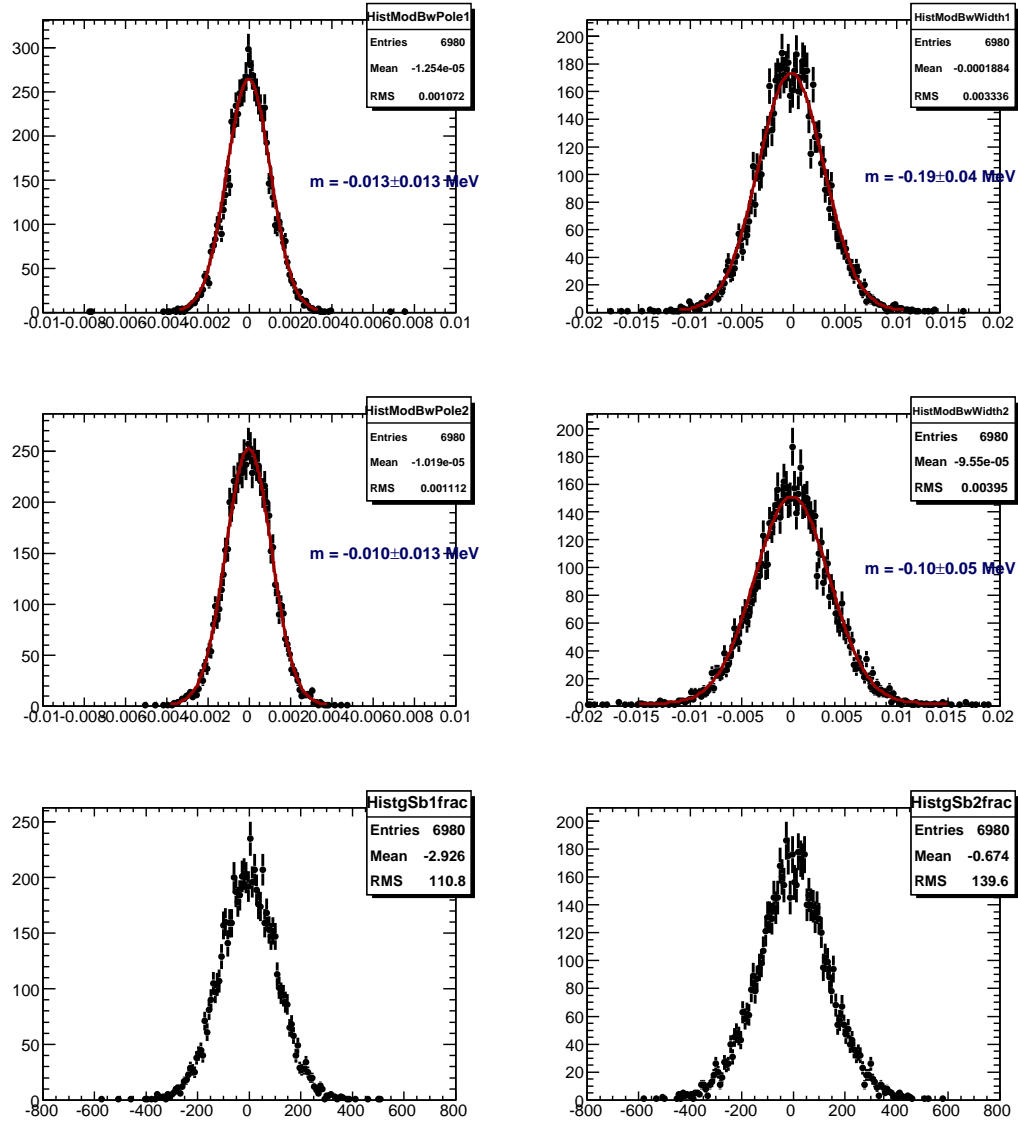 HistModBwPole1
Entries 6980
Mean -1.254e-05
RMS 0.001072
m = -0.013±0.013 MeV
300
250
200
150
100
50
0
-0.01 -0.008 -0.006 -0.004 -0.002 0 0.002 0.004 0.006 0.008 0.01
HistModBwWidth1
Entries 6980
Mean -0.0001884
RMS 0.003336
m = -0.19±0.04 MeV
200
180
160
140
120
100
80
60
40
20
0
-0.02 -0.015 -0.01 -0.005 0 0.005 0.01 0.015 0.02
HistModBwPole2
Entries 6980
Mean -1.019e-05
RMS 0.001112
m = -0.010±0.013 MeV
250
200
150
100
50
0
-0.01 -0.008 -0.006 -0.004 -0.002 0 0.002 0.004 0.006 0.008 0.01
HistModBwWidth2
Entries 6980
Mean -9.55e-05
RMS 0.00395
m = -0.10±0.05 MeV
200
180
160
140
120
100
80
60
40
20
0
-0.02 -0.015 -0.01 -0.005 0 0.005 0.01 0.015 0.02
HistgSb1frac
Entries 6980
Mean -2.926
RMS 110.8
250
200
150
100
50
0
-800 -600 -400 -200 0 200 400 600 800
HistgSb2frac
Entries 6980
Mean -0.674
RMS 139.6
200
180
160
140
120
100
80
60
40
20
0
-800 -600 -400 -200 0 200 400 600 800